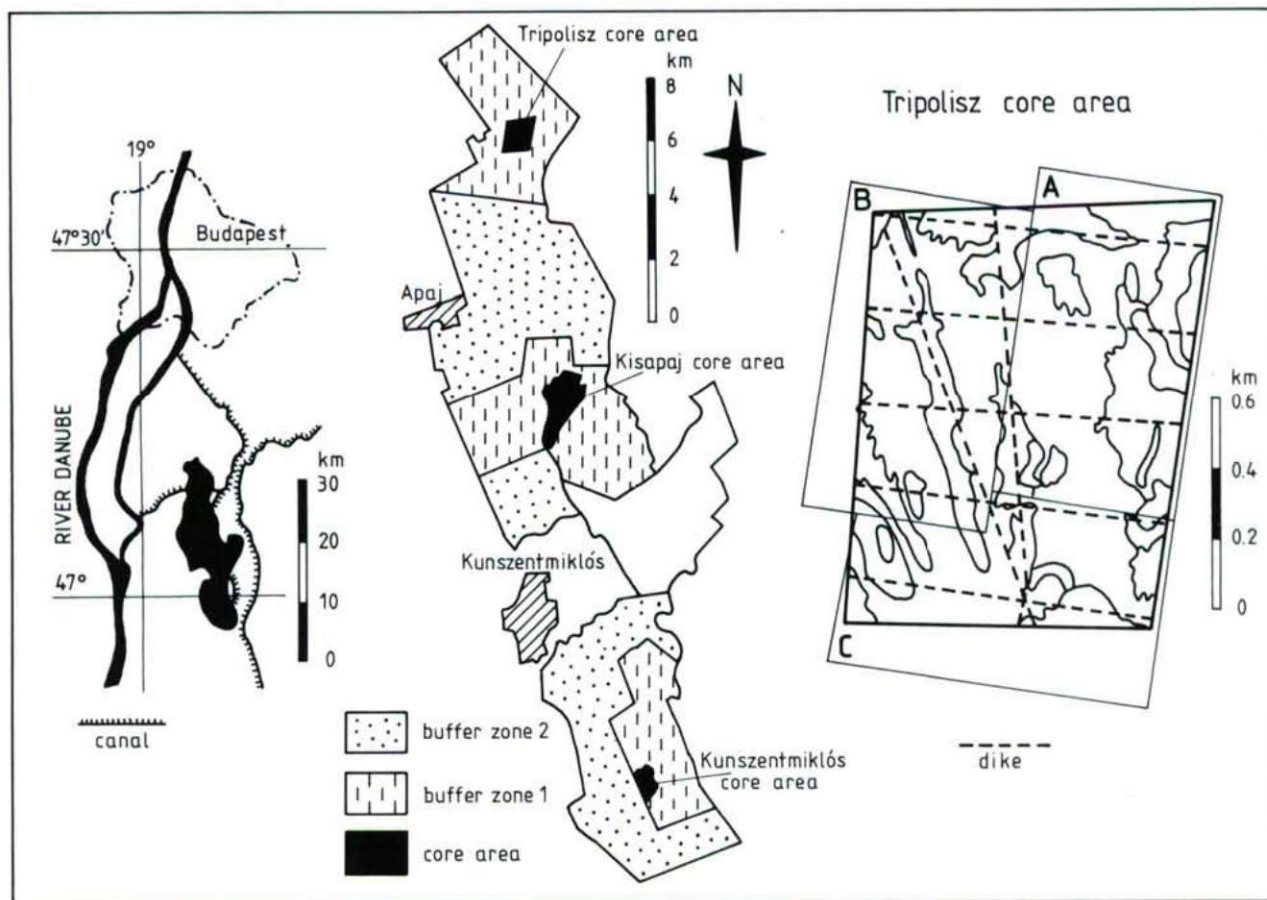 19°
47°30'
Budapest
RIVER DANUBE
47°
km
30
20
10
0
canal
Tripolisz core area
km
8
6
4
2
0
N
Apaj
Kisapaj core area
Kunszentmiklós
Kunszentmiklós
core area
buffer zone 2
buffer zone 1
core area
Tripolisz core area
A
B
C
km
0.6
0.4
0.2
0
dike